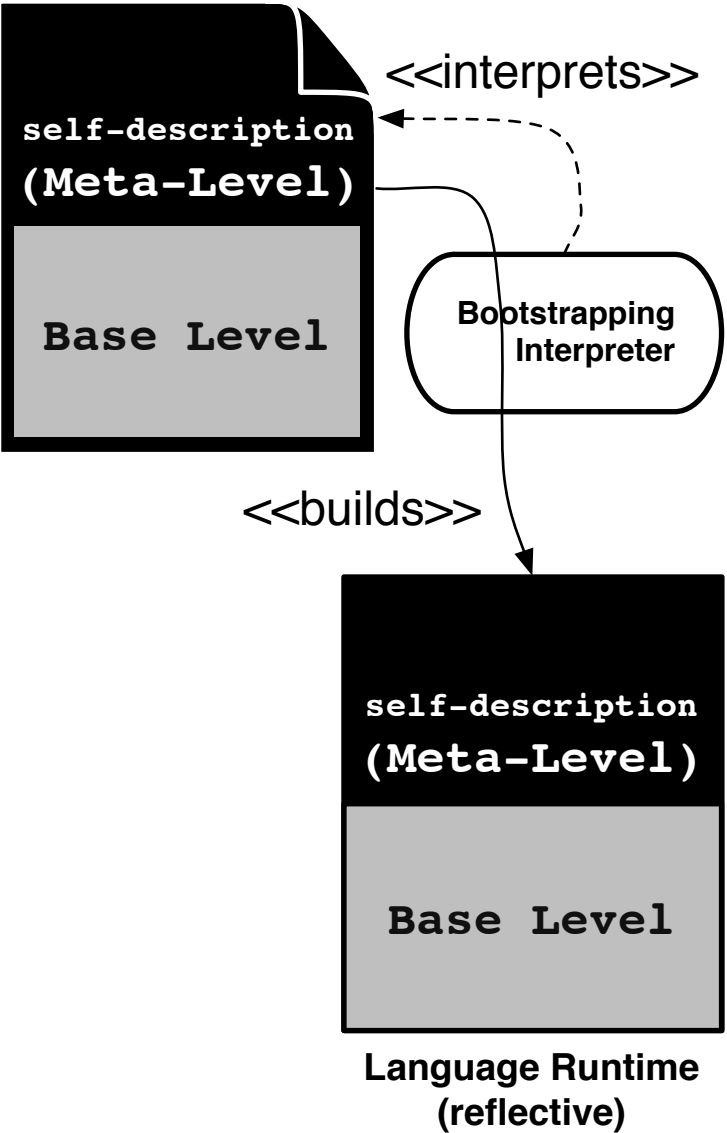 <<interprets>>
self-description
(Meta-Level)
Base Level
Bootstrapping
Interpreter
<<builds>>
self-description
(Meta-Level)
Base Level
Language Runtime
(reflective)